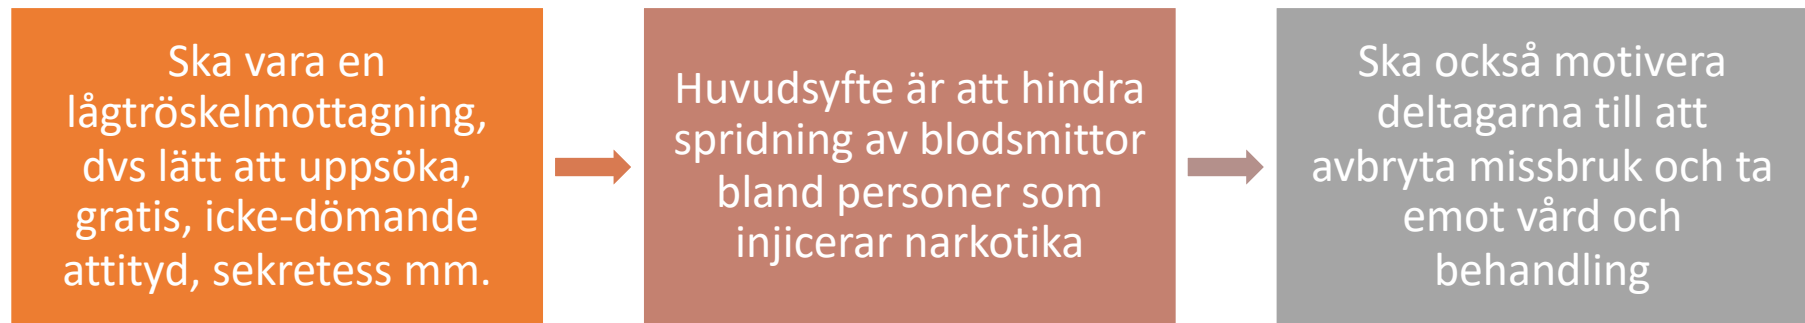 Ska vara en
lågtröskelmottagning,
dvs lätt att uppsöka,
gratis, icke-dömande
attityd, sekretess mm.
Huvudsyfte är att hindra
spridning av blodsmittor
bland personer som
injicerar narkotika
Ska också motivera
deltagarna till att
avbryta missbruk och ta
emot vård och
behandling